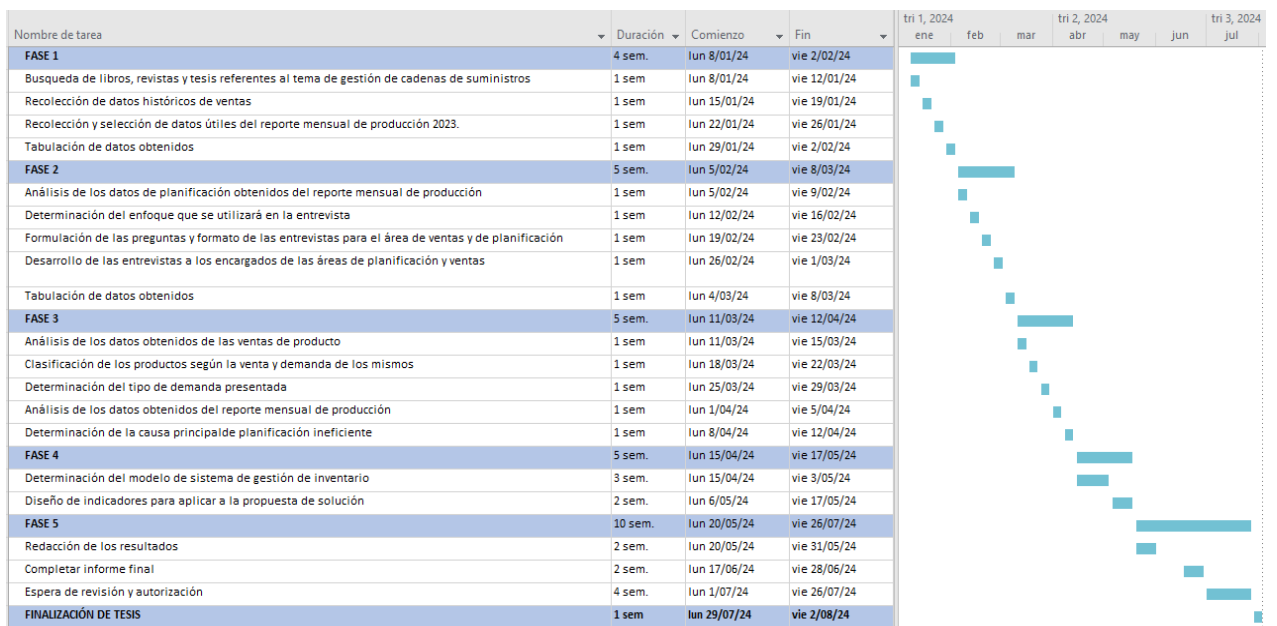 tri 1, 2024 tri 2, 2024 tri 3, 2024
Nombre de tarea Duración Comienzo Fin ene feb mar abr may jun jul
FASE 1 4 sem. lun 8/01/24 vie 2/02/24
Busqueda de libros, revistas y tesis referentes al tema de gestión de cadenas de suministros 1 sem lun 8/01/24 vie 12/01/24
Recolección de datos históricos de ventas 1 sem lun 15/01/24 vie 19/01/24
Recolección y selección de datos útiles del reporte mensual de producción 2023. 1 sem lun 22/01/24 vie 26/01/24
Tabulación de datos obtenidos 1 sem lun 29/01/24 vie 2/02/24
FASE 2 5 sem. lun 5/02/24 vie 8/03/24
Análisis de los datos de planificación obtenidos del reporte mensual de producción 1 sem lun 5/02/24 vie 9/02/24
Determinación del enfoque que se utilizará en la entrevista 1 sem lun 12/02/24 vie 16/02/24
Formulación de las preguntas y formato de las entrevistas para el área de ventas y de planificación 1 sem lun 19/02/24 vie 23/02/24
Desarrollo de las entrevistas a los encargados de las áreas de planificación y ventas 1 sem lun 26/02/24 vie 1/03/24
Tabulación de datos obtenidos 1 sem lun 4/03/24 vie 8/03/24
FASE 3 5 sem. lun 11/03/24 vie 12/04/24
Análisis de los datos obtenidos de las ventas de producto 1 sem lun 11/03/24 vie 15/03/24
Clasificación de los productos según la venta y demanda de los mismos 1 sem lun 18/03/24 vie 22/03/24
Determinación del tipo de demanda presentada 1 sem lun 25/03/24 vie 29/03/24
Análisis de los datos obtenidos del reporte mensual de producción 1 sem lun 1/04/24 vie 5/04/24
Determinación de la causa principalde planificación ineficiente 1 sem lun 8/04/24 vie 12/04/24
FASE 4 5 sem. lun 15/04/24 vie 17/05/24
Determinación del modelo de sistema de gestión de inventario 3 sem. lun 15/04/24 vie 3/05/24
Diseño de indicadores para aplicar a la propuesta de solución 2 sem. lun 6/05/24 vie 17/05/24
FASE 5 10 sem. lun 20/05/24 vie 26/07/24
Redacción de los resultados 2 sem. lun 20/05/24 vie 31/05/24
Completar informe final 2 sem. lun 17/06/24 vie 28/06/24
Espera de revisión y autorización 4 sem. lun 1/07/24 vie 26/07/24
FINALIZACIÓN DE TESIS 1 sem lun 29/07/24 vie 2/08/24